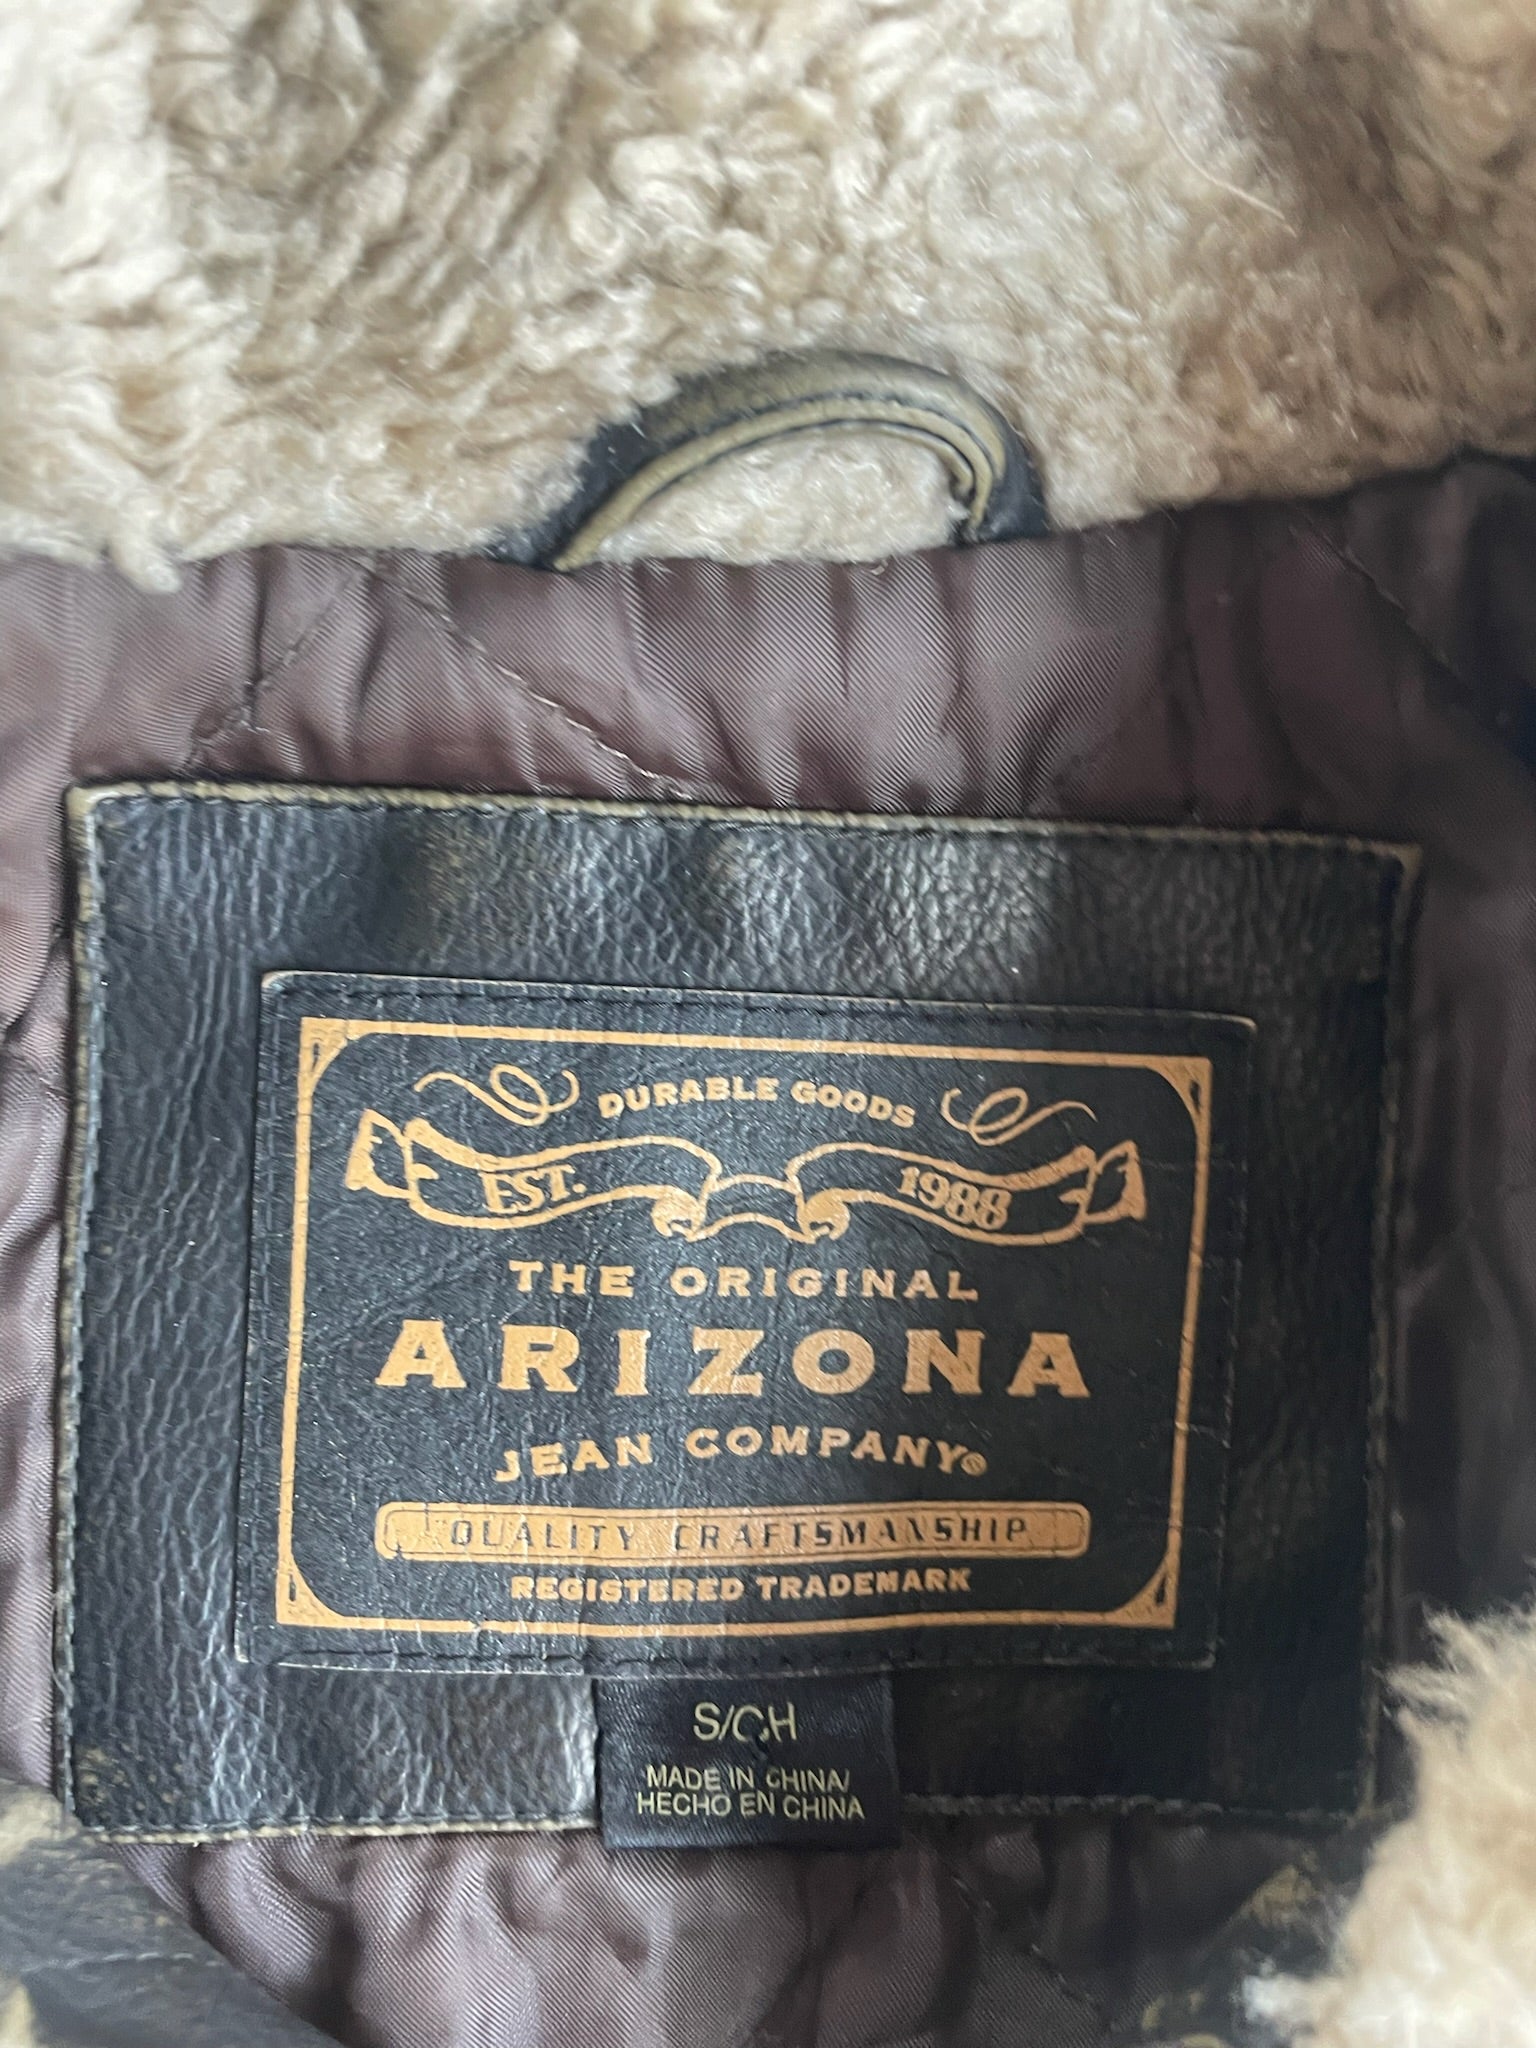 DURABLE GOODS
EST. 1988
THE ORIGINAL
ARIZONA
JEAN COMPANY®
QUALITY CRAFTSMANSHIP
REGISTERED TRADEMARK
S/CH
MADE IN CHINA/
HECHO EN CHINA